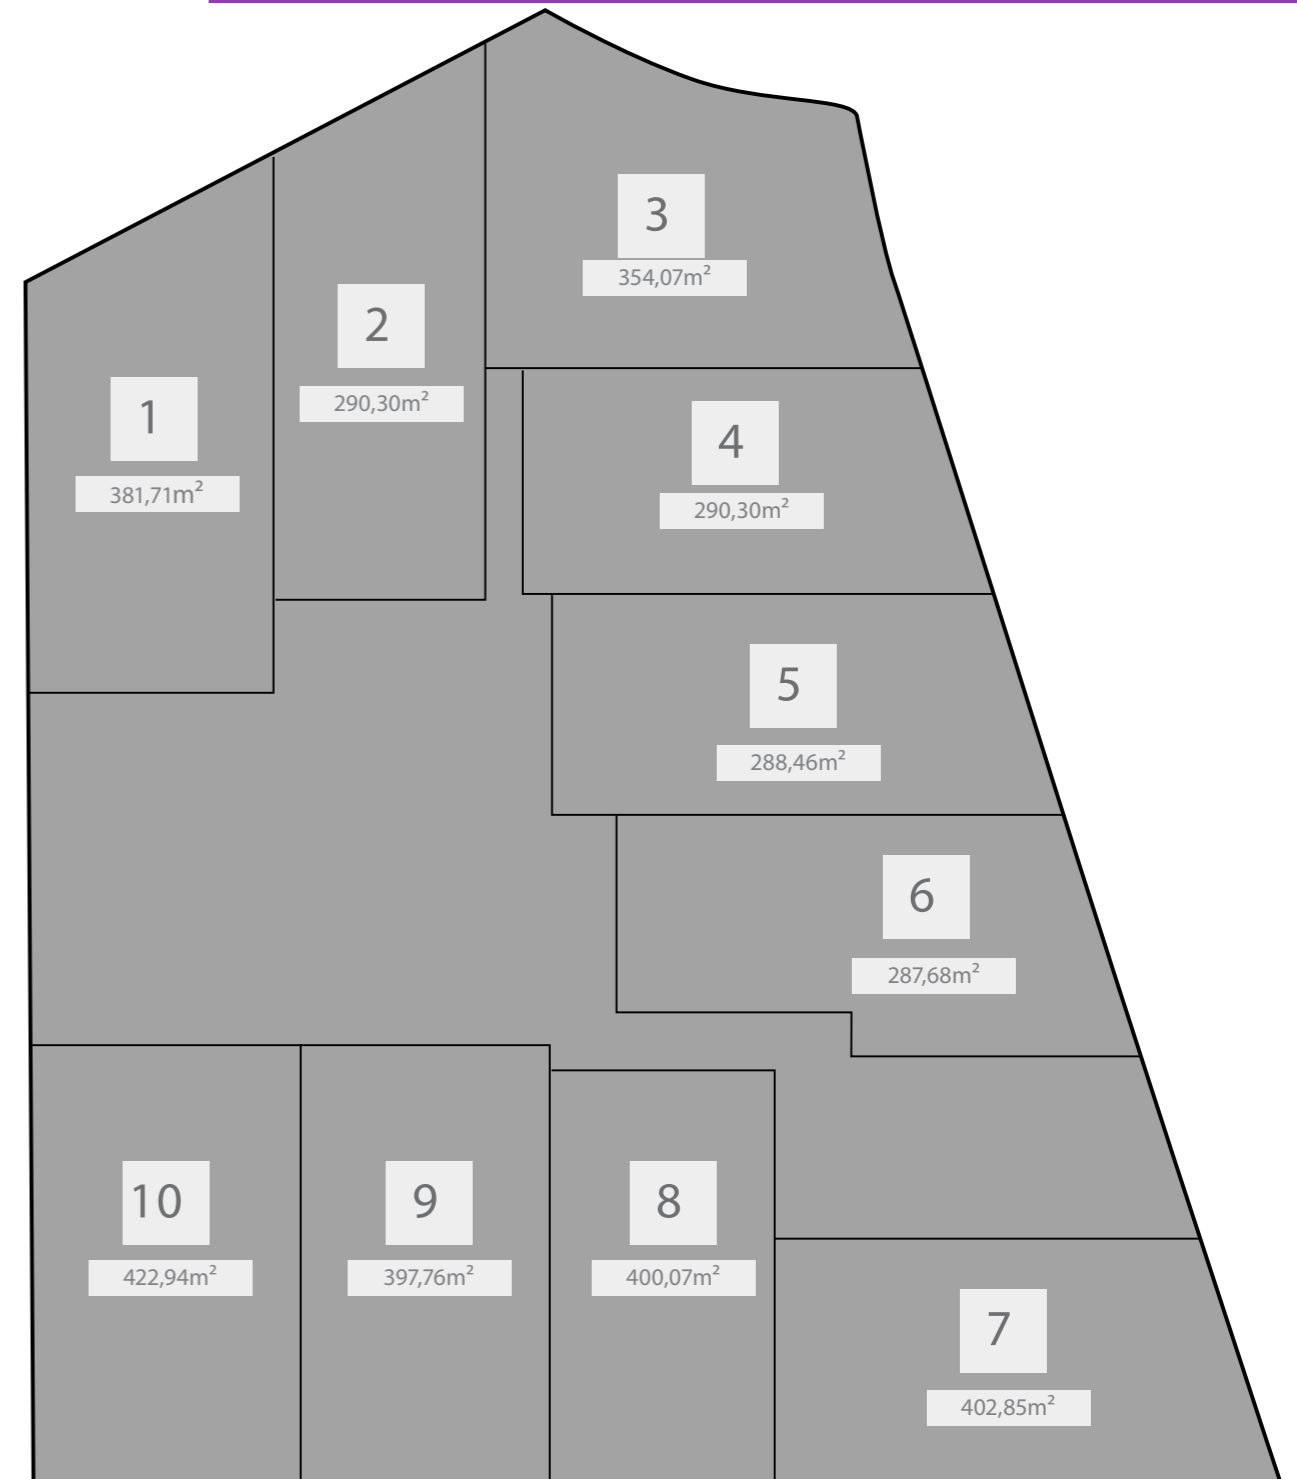 3
354,07m²
2
290,30m²
1
381,71m²
4
290,30m²
5
288,46m²
6
287,68m²
10
422,94m²
9
397,76m²
8
400,07m²
7
402,85m²